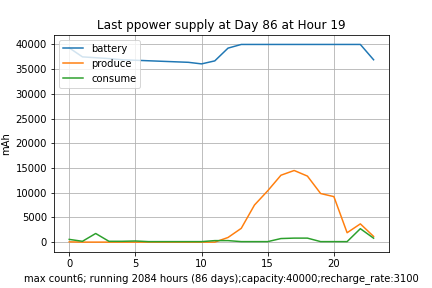 Last ppower supply at Day 86 at Hour 19
40000
35000
30000
25000
20000
15000
10000
5000
0
mAh
battery
produce
consume
0 5 10 15 20
max count6; running 2084 hours (86 days);capacity:40000;recharge_rate:3100